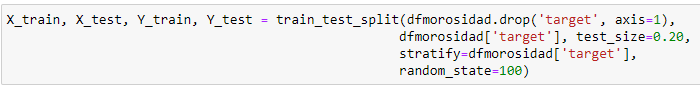 X_train, X_test, Y_train, Y_test = train_test_split(dfmorosidad.drop('target', axis=1),
dfmorosidad['target'], test_size=0.20,
stratify=dfmorosidad['target'],
random_state=100)